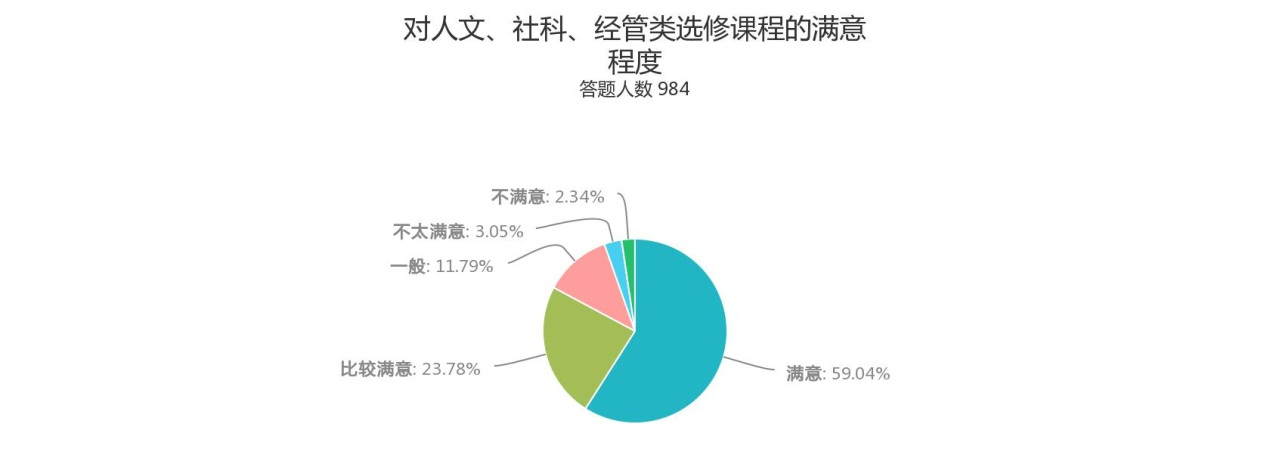 对人文、社科、经管类选修课程的满意
程度
答题人数 984
不满意: 2.34%
不太满意: 3.05%
一般: 11.79%
比较满意: 23.78%
满意: 59.04%